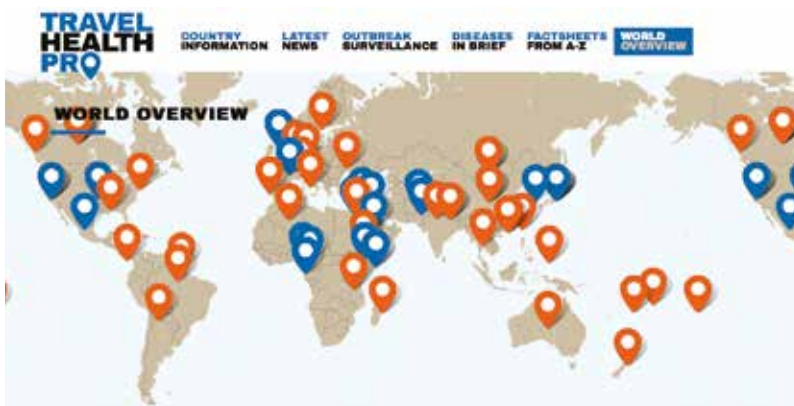 TRAVEL
HEALTH
PRO
COUNTRY
INFORMATION
LATEST
NEWS
OUTBREAK
SURVEILLANCE
DISEASES
IN BRIEF
FACTSHEETS
FROM A-Z
WORLD
OVERVIEW
WORLD OVERVIEW